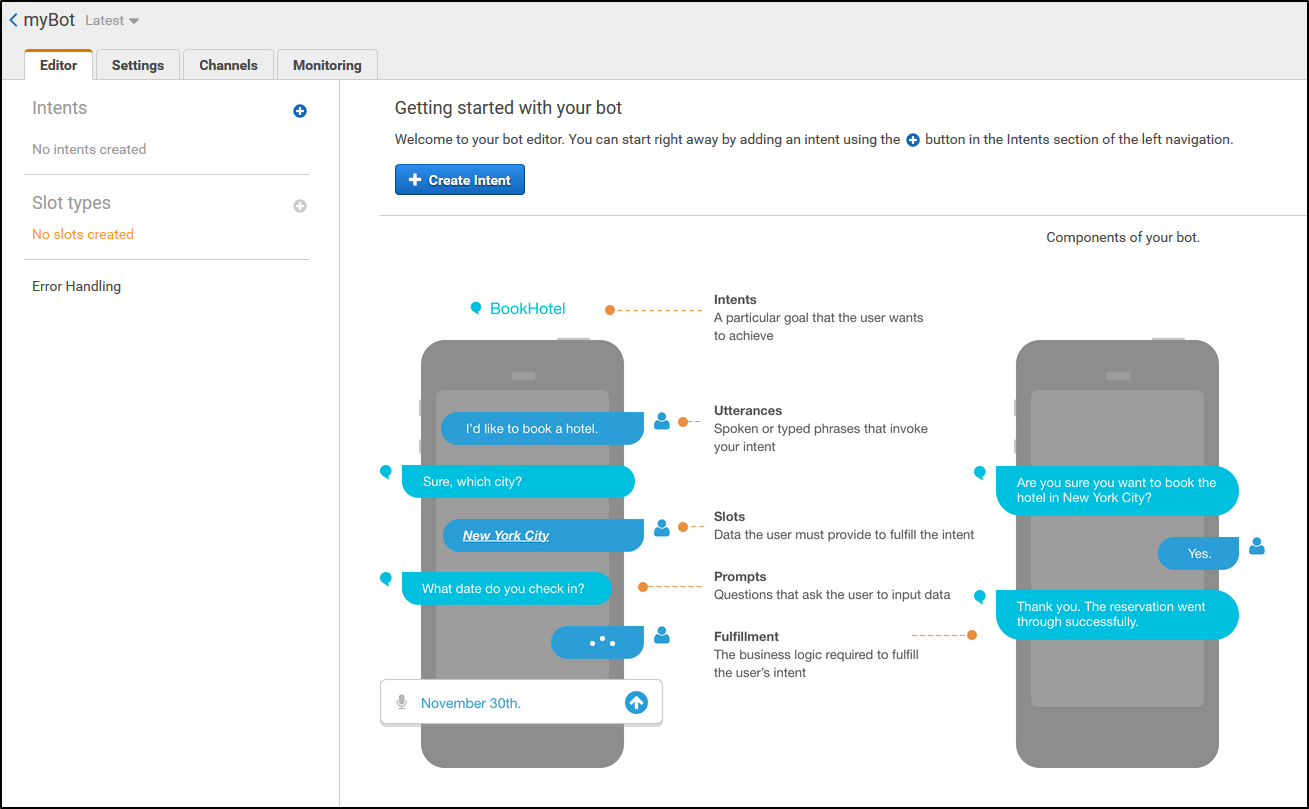 myBot Latest
Editor Settings Channels Monitoring
Intents
No intents created
Slot types
No slots created
Error Handling
Getting started with your bot
Welcome to your bot editor. You can start right away by adding an intent using the button in the Intents section of the left navigation.
Create Intent
Components of your bot.
BookHotel
Intents
A particular goal that the user wants
to achieve
I'd like to book a hotel.
Utterances
Spoken or typed phrases that invoke
your intent
Sure, which city?
New York City
Slots
Data the user must provide to fulfill the intent
What date do you check in?
Prompts
Questions that ask the user to input data
Fulfillment
The business logic required to fulfill
the user's intent
November 30th.
Are you sure you want to book the
hotel in New York City?
Yes.
Thank you. The reservation went
through successfully.